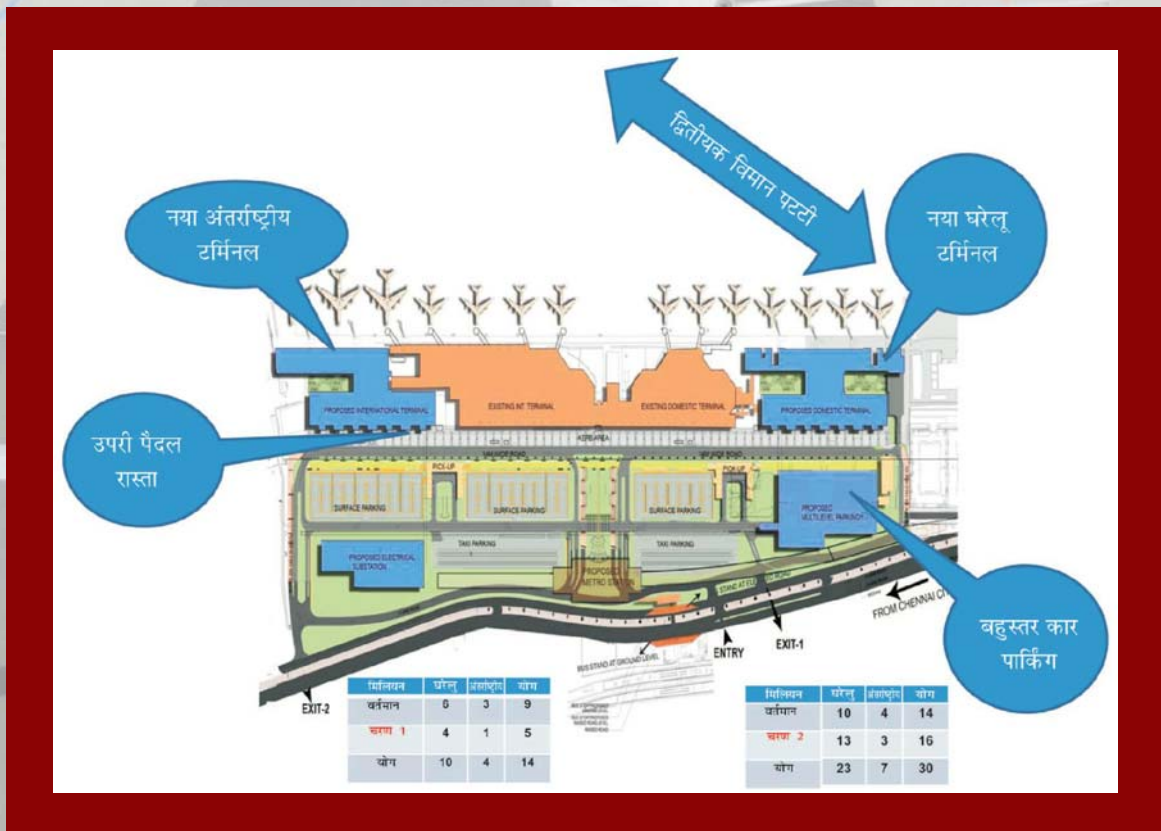 द्वितीयक विमान पटटी
नया अंतर्राष्ट्रीय
टर्मिनल
नया घरेलू
टर्मिनल
PROPOSED INTERNATIONAL TERMINAL
EXISTING INT TERMINAL
EXISTING DOMESTIC TERMINAL
PROPOSED DOMESTIC TERMINAL
उपरी पैदल
रास्ता
PICK-UP
PICK-UP
SURFACE PARKING
SURFACE PARKING
SURFACE PARKING
PROPOSED
TAXI PARKING
TAXI PARKING
PROPOSED ELECTRICAL
SUBSTATION
PROPOSED
METRO STATION
FROM CHENNAI
बहुस्तर कार
पार्किंग
ENTRY
EXIT-1
BUS STAND AT GROUND LEVEL
EXIT-2
मिलियन घरेलु अंतर्राष्ट्रीय योग
वर्तमान 6 3 9
चरण 1 4 1 5
योग 10 4 14
मिलियन घरेलु अंतर्राष्ट्रीय योग
वर्तमान 10 4 14
चरण 2 13 3 16
योग 23 7 30